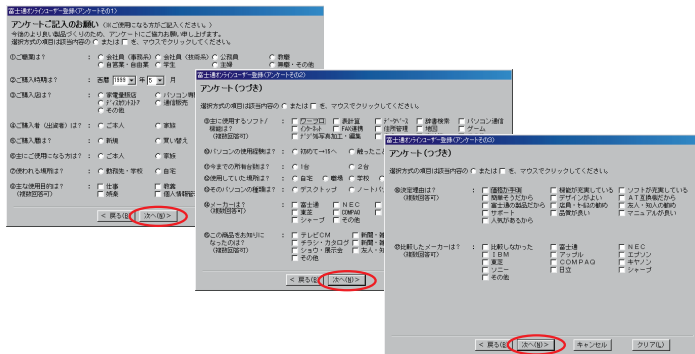 富士通オンラインユーザー登録(アンケートその1)
アンケートご記入のお願い (※ご使用になる方がご記入ください。)
今後のより良い製品づくりのため、アンケートにご協力お願い申し上げます。
選択方式の項目は該当内容の ○ または □ を、マウスでクリックしてください。
①ご職業は? : 会社員(事務系) 会社員(技術系) 公務員 教職
自営業・自由業 学生 主婦 無職・その他
②ご購入時期は? : 西暦 1999 年 5 月
③ご購入店は? : 家電量販店 パソコン専
ディスカウントストア 通信販売
その他
④ご購入者(出資者)は? : ご本人 家族
⑤ご購入暦は? : 新規 買い替え
⑥主にご使用になる方は? : ご本人 家族
⑦使われる場所は? : 勤務先・学校 自宅
⑧主な使用目的は? : 仕事 教育
(複数回答可) 娯楽 個人情報管
< 戻る(B) 次へ(N)>
富士通オンラインユーザー登録(アンケートその2)
アンケート(つづき)
選択方式の項目は該当内容の ○ または □ を、マウスでクリックしてください。
⑨主に使用するソフト/ : ワープロ 表計算 データベース 辞書検索 パソコン通信
機能は? インターネット FAX連携 住所管理 地図 ゲーム
(複数回答可) デジタル写真加工・編集
⑩パソコンの使用経験は? : 初めて→⑭へ 触ったこ
⑪今までの所有台数は? : 1台 2台
⑫使用していた場所は? : 自宅 職場 学校
⑬そのパソコンの種類は? : デスクトップ ノートパ
⑭メーカーは? : 富士通 NEC
(複数回答可) 東芝 COMPAQ
シャープ その他
⑮この商品をお知りに : テレビCM 新聞・雑
なったのは? チラシ・カタログ 新聞・雑
(複数回答可) ショウ・展示会 友人・知
その他
< 戻る(B) 次へ(N)>
富士通オンラインユーザー登録(アンケートその3)
アンケート(つづき)
選択方式の項目は該当内容の ○ または □ を、マウスでクリックしてください。
⑯決定理由は? : 価格が手頃 機能が充実している ソフトが充実している
(複数回答可) 簡単そうだから デザインがよい AT互換機だから
富士通の製品だから 店員・セールスの勧め 友人・知人の勧め
サポート 品質が良い マニュアルが良い
人気があるから
⑰比較したメーカーは? : 比較しなかった 富士通 NEC
(複数回答可) IBM アップル エプソン
東芝 COMPAQ キヤノン
ソニー 日立 シャープ
その他
< 戻る(B) 次へ(N)> キャンセル クリア(L)